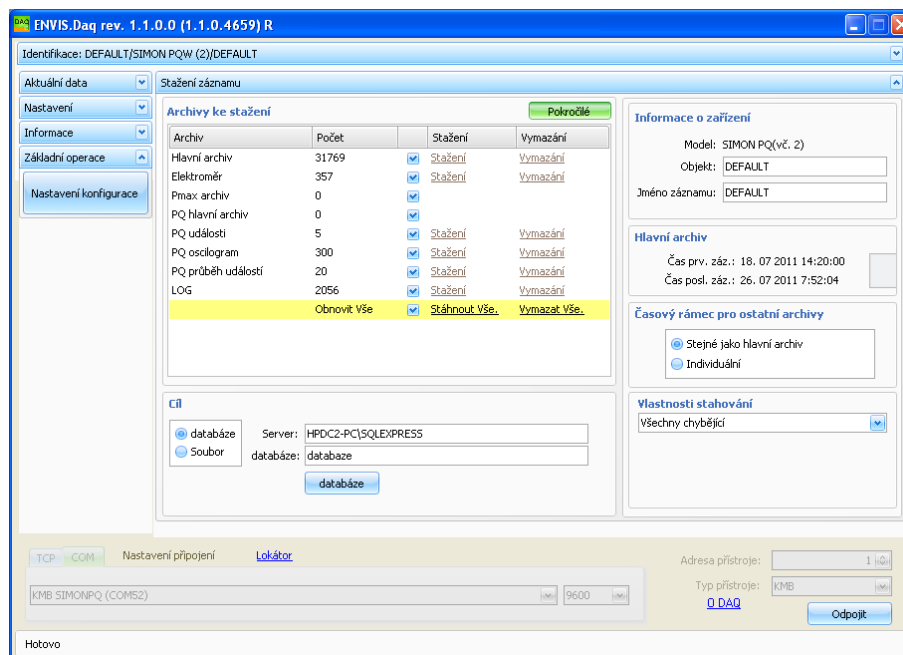 DAQ ENVIS.Daq rev. 1.1.0.0 (1.1.0.4659) R
Identifikace: DEFAULT/SIMON PQW (2)/DEFAULT
Aktuální data
Nastavení
Informace
Základní operace
Nastavení konfigurace
Stažení záznamu
Archivy ke stažení
Pokročilé
Archiv Počet Stažení Vymazání
Hlavní archiv 31769 Stažení Vymazání
Elektroměr 357 Stažení Vymazání
Pmax archiv 0
PQ hlavní archiv 0
PQ události 5 Stažení Vymazání
PQ oscilogram 300 Stažení Vymazání
PQ průběh událostí 20 Stažení Vymazání
LOG 2056 Stažení Vymazání
Obnovit Vše Stáhnout Vše. Vymazat Vše.
Cíl
databáze
Soubor
Server: HPDC2-PC\SQLEXPRESS
databáze: databaze
databáze
Informace o zařízení
Model: SIMON PQ(vč. 2)
Objekt: DEFAULT
Jméno záznamu: DEFAULT
Hlavní archiv
Čas prv. záz.: 18. 07 2011 14:20:00
Čas posl. záz.: 26. 07 2011 7:52:04
Časový rámec pro ostatní archivy
Stejné jako hlavní archiv
Individuální
Vlastnosti stahování
Všechny chybějící
TCP COM Nastavení připojení Lokátor
KMB SIMONPQ (COM52) 9600
Adresa přístroje: 1
Typ přístroje: KMB
O DAQ
Odpojit
Hotovo